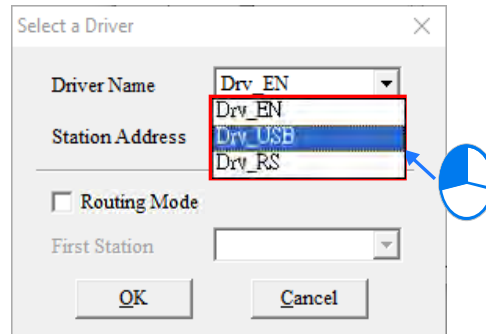 Select a Driver
Driver Name Drv_EN
Drv_EN
Station Address Drv_USB
Drv_RS
Routing Mode
First Station
OK Cancel